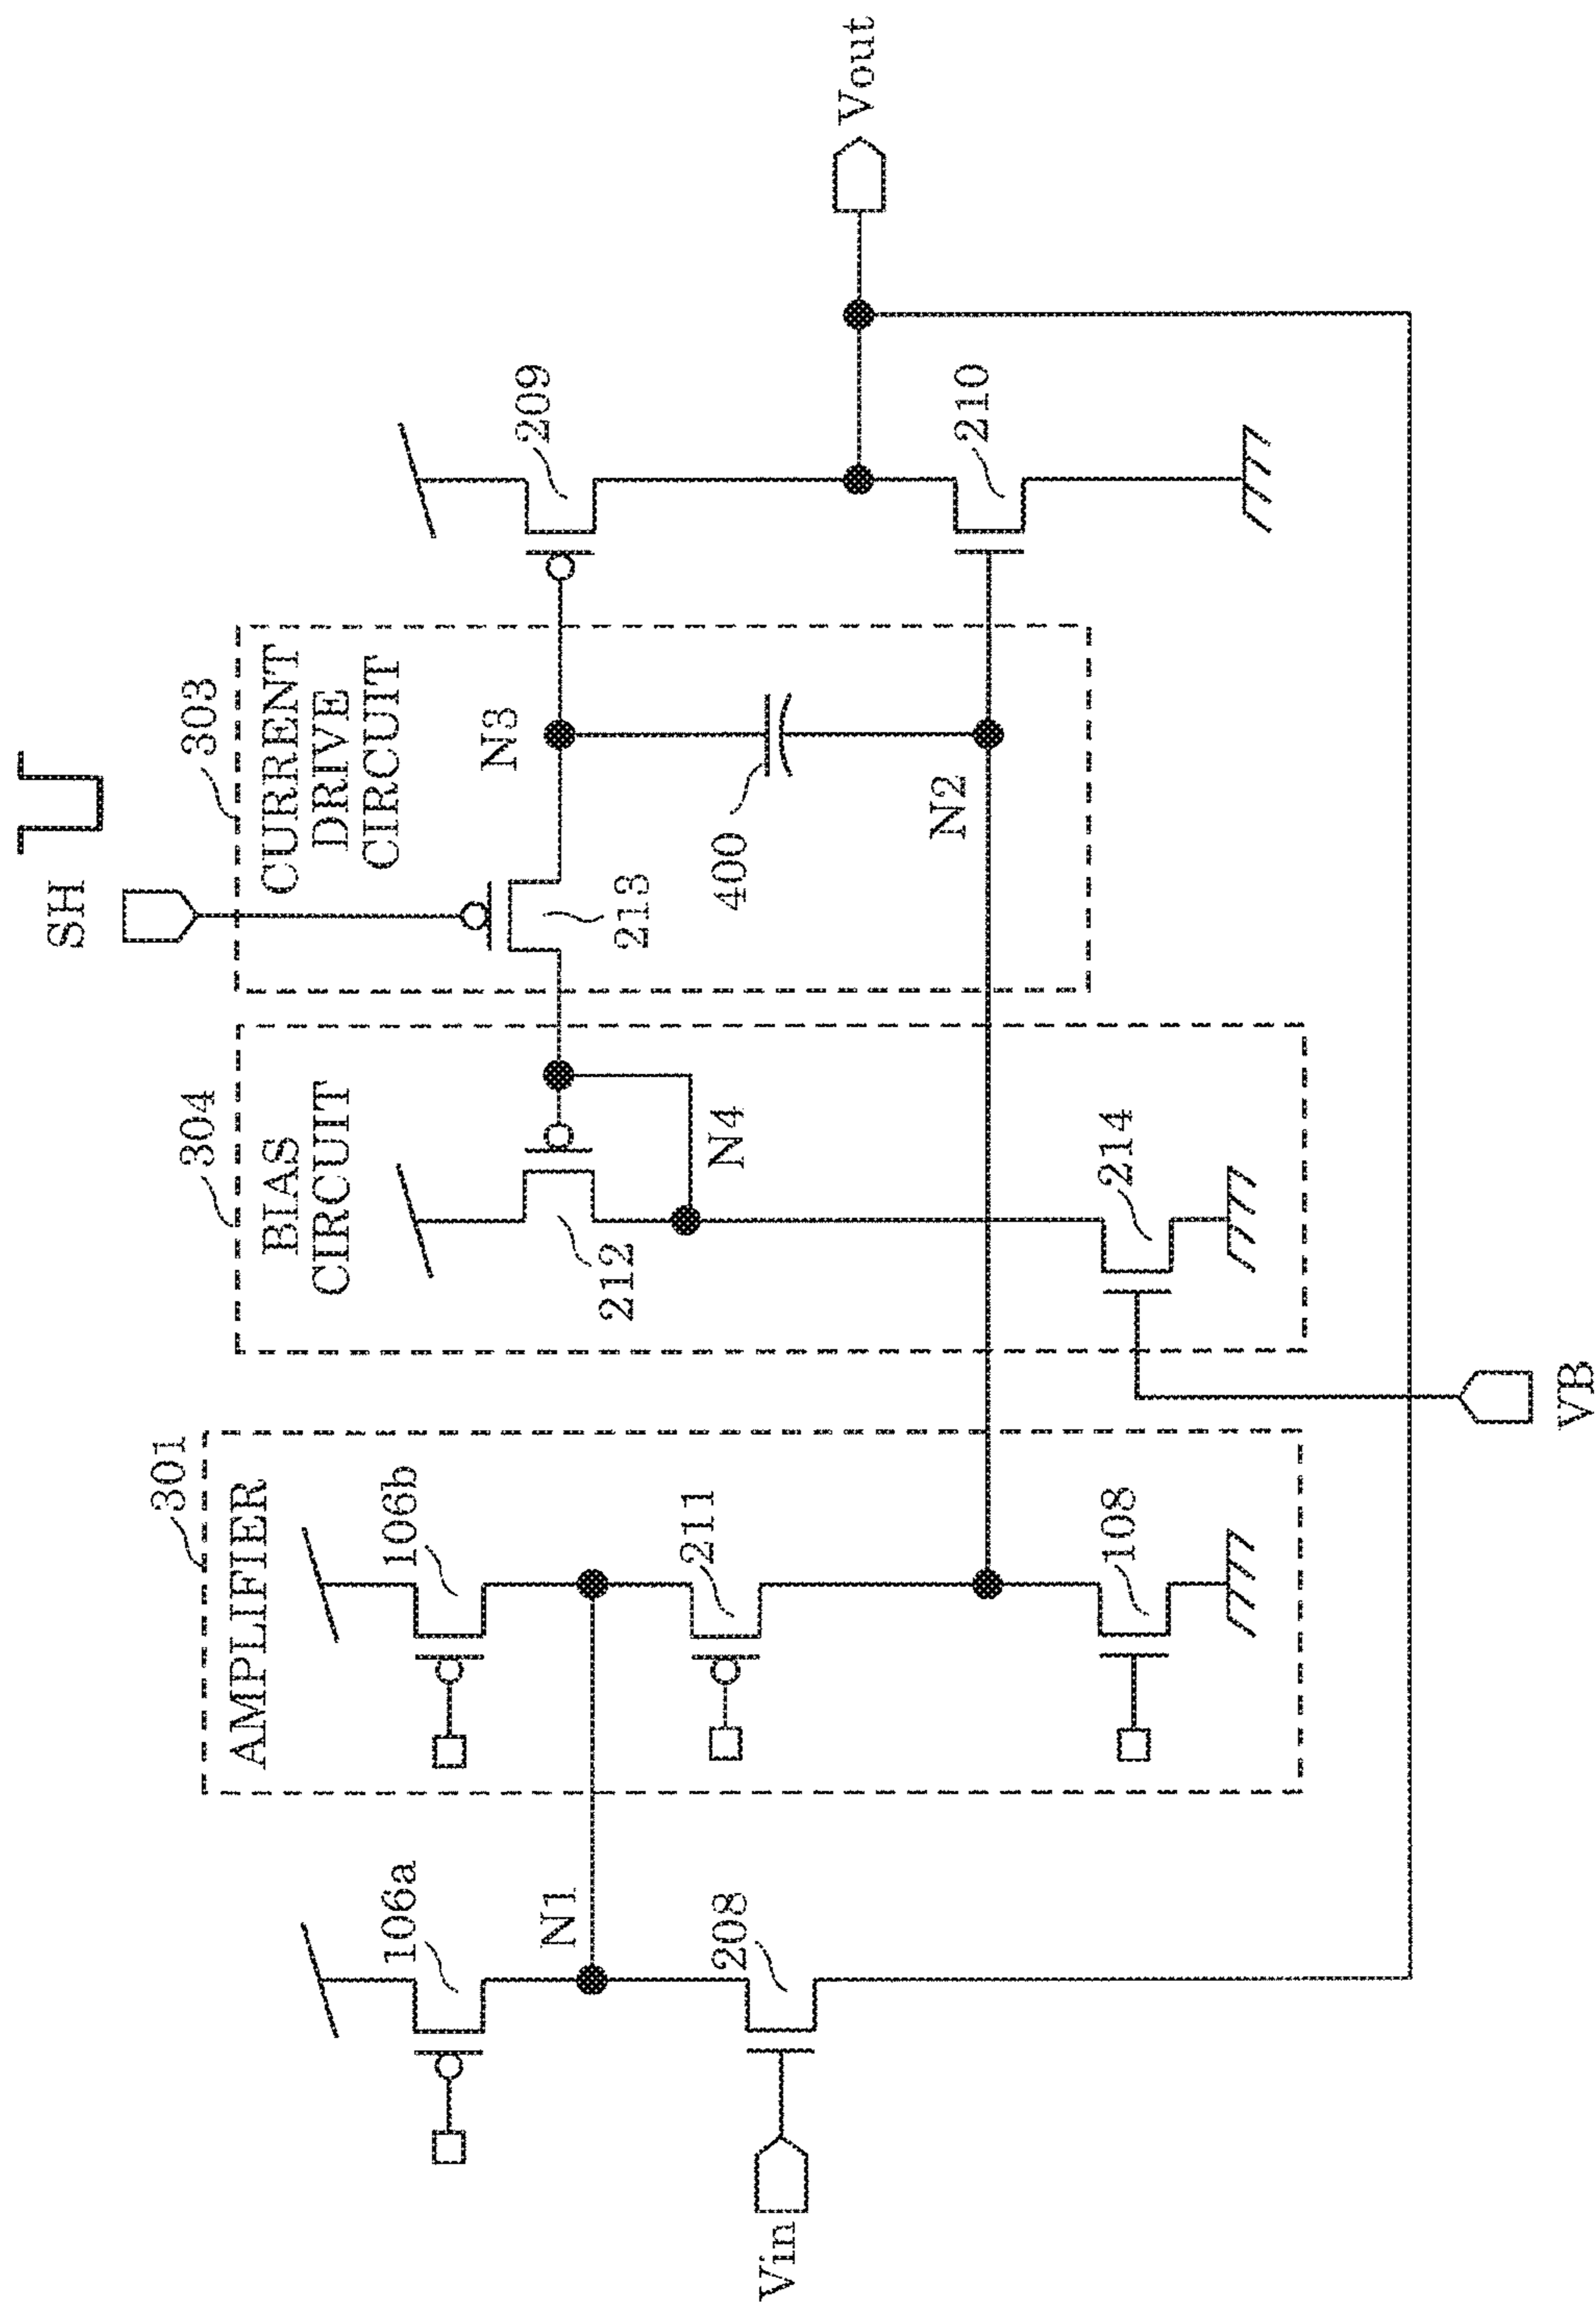 SH
303
CURRENT
DRIVE
CIRCUIT
304
BIAS
CIRCUIT
301
AMPLIFIER
106a
106b
209
N3
213
400
212
N4
N1
211
208
N2
210
214
108
Vin
Vout
VB